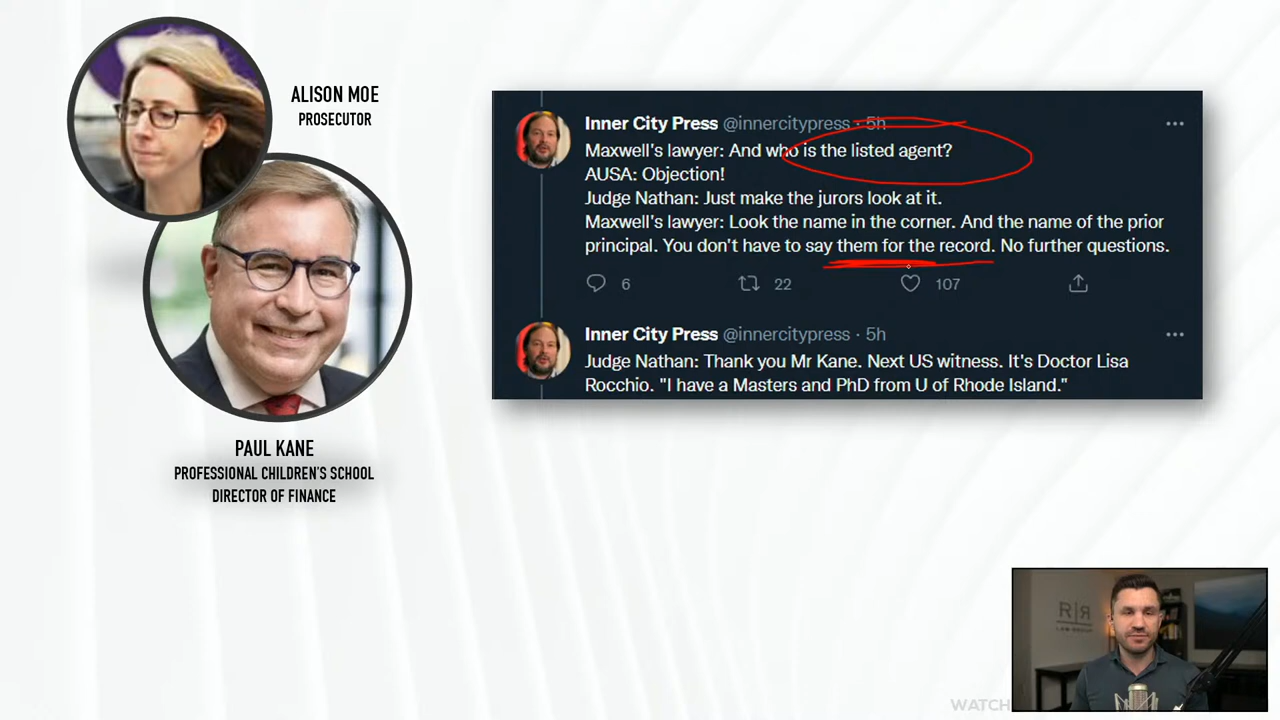 ALISON MOE
PROSECUTOR
PAUL KANE
PROFESSIONAL CHILDREN'S SCHOOL
DIRECTOR OF FINANCE
Inner City Press @innercitypress · 5h
Maxwell's lawyer: And who is the listed agent?
AUSA: Objection!
Judge Nathan: Just make the jurors look at it.
Maxwell's lawyer: Look the name in the corner. And the name of the prior
principal. You don't have to say them for the record. No further questions.
6 22 107
Inner City Press @innercitypress · 5h
Judge Nathan: Thank you Mr Kane. Next US witness. It's Doctor Lisa
Rocchio. "I have a Masters and PhD from U of Rhode Island."
R|R
LAW GROUP
WATCH